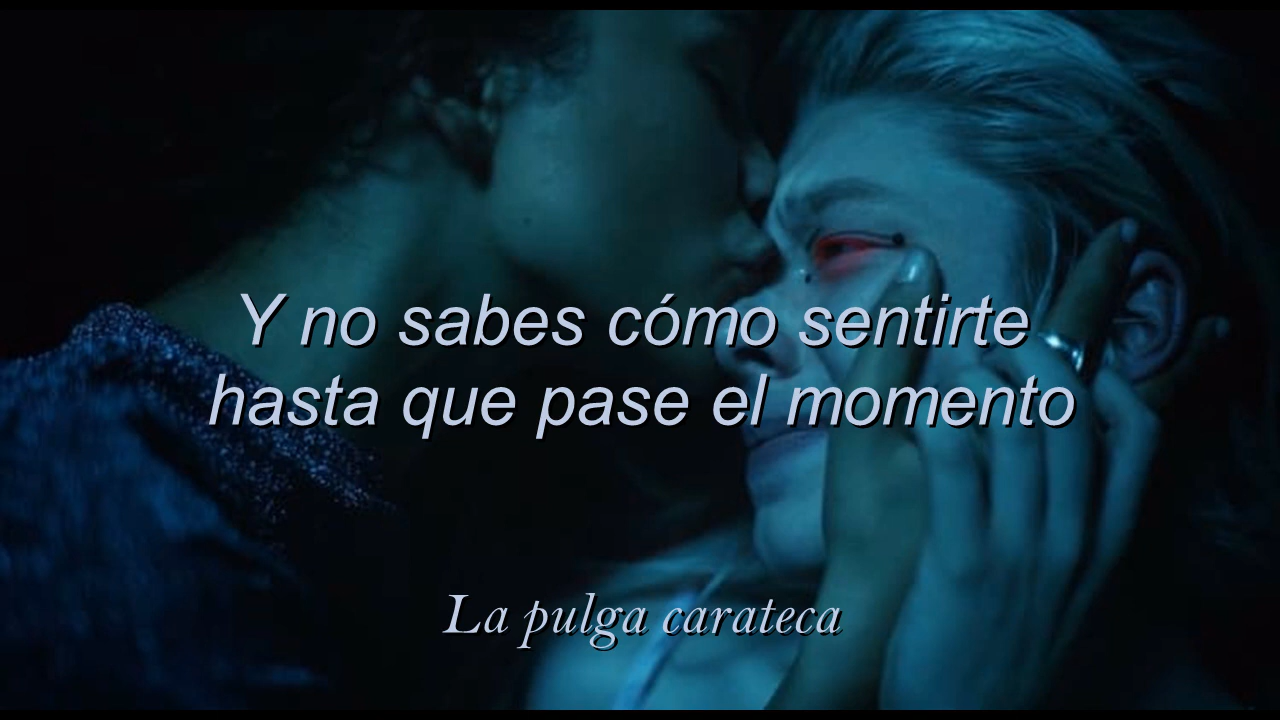 Y no sabes cómo sentirte
hasta que pase el momento
La pulga carateca